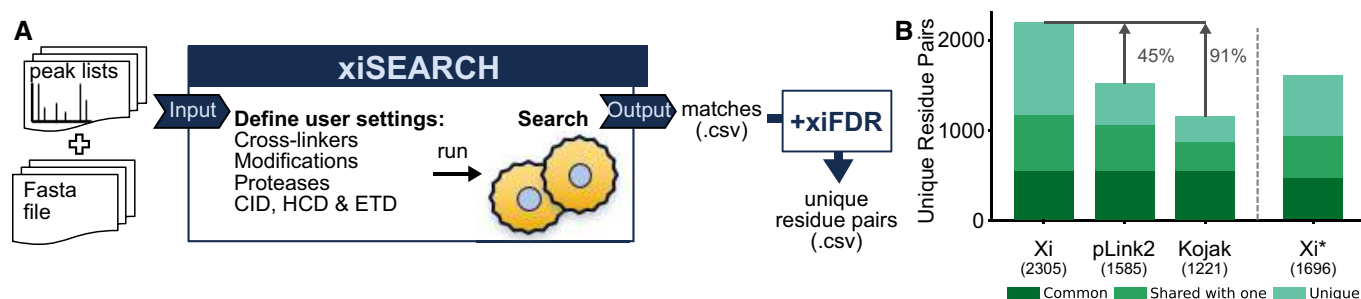 A
peak lists
Fasta
file
xiSEARCH
Input
Define user settings:
Cross-linkers
Modifications
Proteases
CID, HCD & ETD
run
Search
Output
matches
(.csv)
+xiFDR
unique
residue pairs
(.csv)
B
Unique Residue Pairs
2000
1000
0
45%
91%
Xi
(2305)
pLink2
(1585)
Kojak
(1221)
Xi*
(1696)
Common
Shared with one
Unique